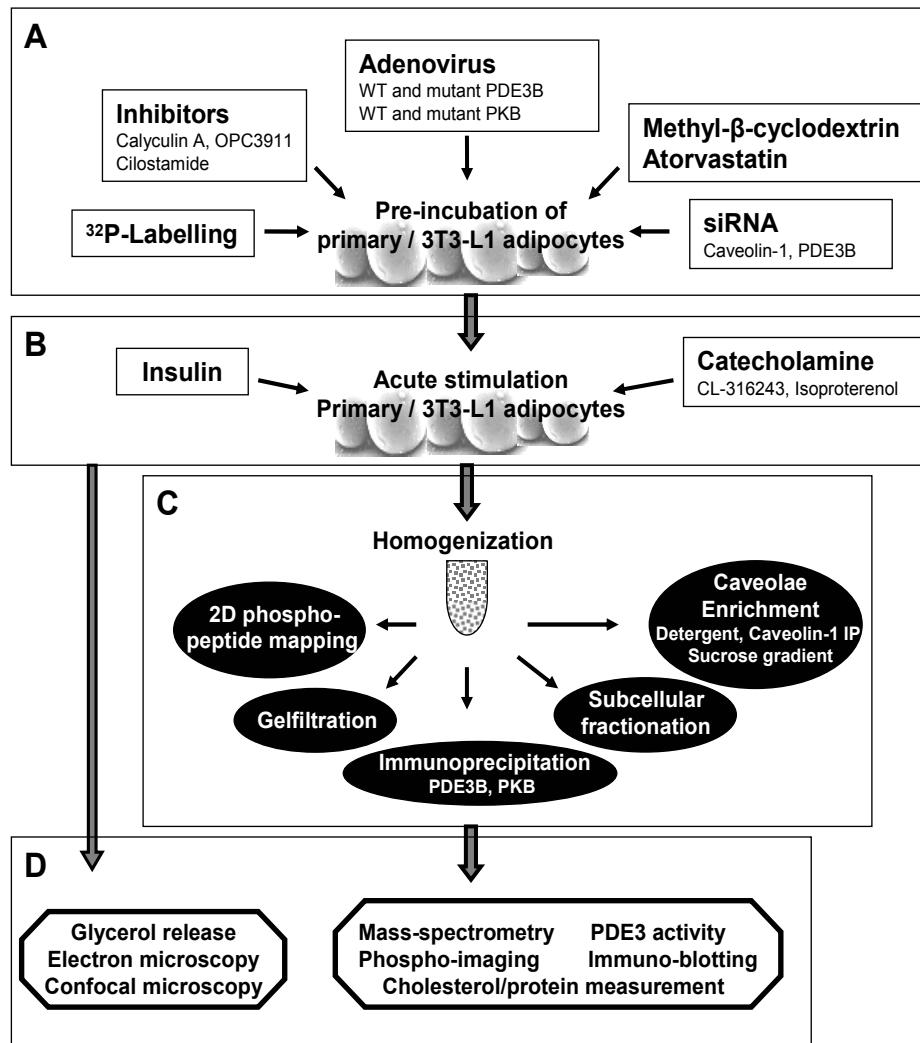 A
Adenovirus
WT and mutant PDE3B
WT and mutant PKB
Inhibitors
Calyculin A, OPC3911
Cilostamide
Methyl-β-cyclodextrin
Atorvastatin
³²P-Labelling
Pre-incubation of
primary / 3T3-L1 adipocytes
siRNA
Caveolin-1, PDE3B
B
Insulin
Acute stimulation
Primary / 3T3-L1 adipocytes
Catecholamine
CL-316243, Isoproterenol
C
Homogenization
2D phospho-
peptide mapping
Caveolae
Enrichment
Detergent, Caveolin-1 IP
Sucrose gradient
Gelfiltration
Subcellular
fractionation
Immunoprecipitation
PDE3B, PKB
D
Glycerol release
Electron microscopy
Confocal microscopy
Mass-spectrometry PDE3 activity
Phospho-imaging Immuno-blotting
Cholesterol/protein measurement